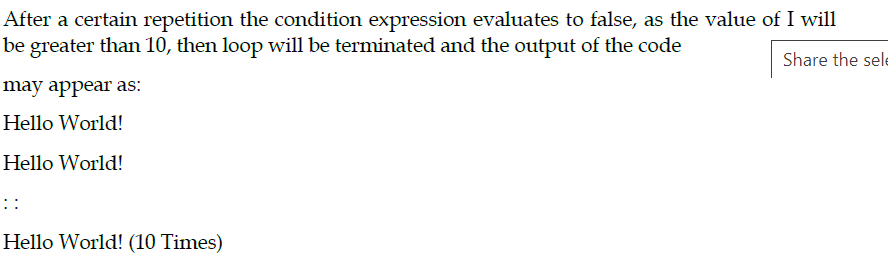 After a certain repetition the condition expression evaluates to false, as the value of I will
be greater than 10, then loop will be terminated and the output of the code
Share the sele
may appear as:
Hello World!
Hello World!
: :
Hello World! (10 Times)